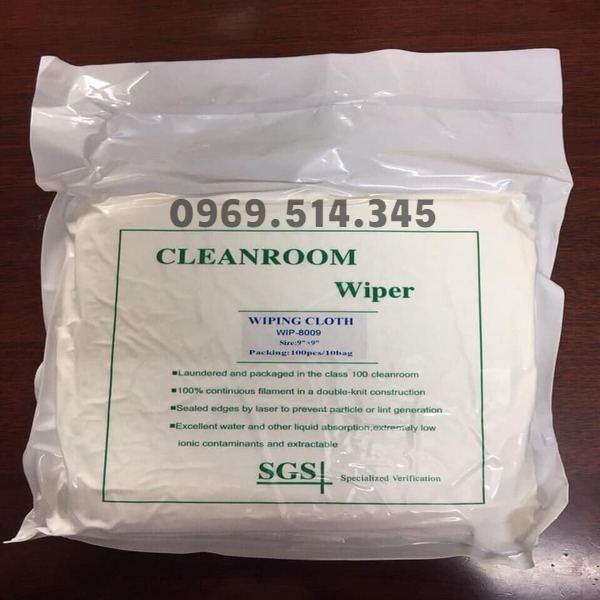 0969.514.345
CLEANROOM
Wiper
WIPING CLOTH
WIP-8009
Size:9"×9"
Packing:100pcs/10bag
■Laundered and packaged in the class 100 cleanroom
■100% continuous filament in a double-knit construction
■Sealed edges by laser to prevent particle or lint generation
■Excellent water and other liquid absorption;extremely low
ionic contaminants and extractable
SGS Specialized Verification